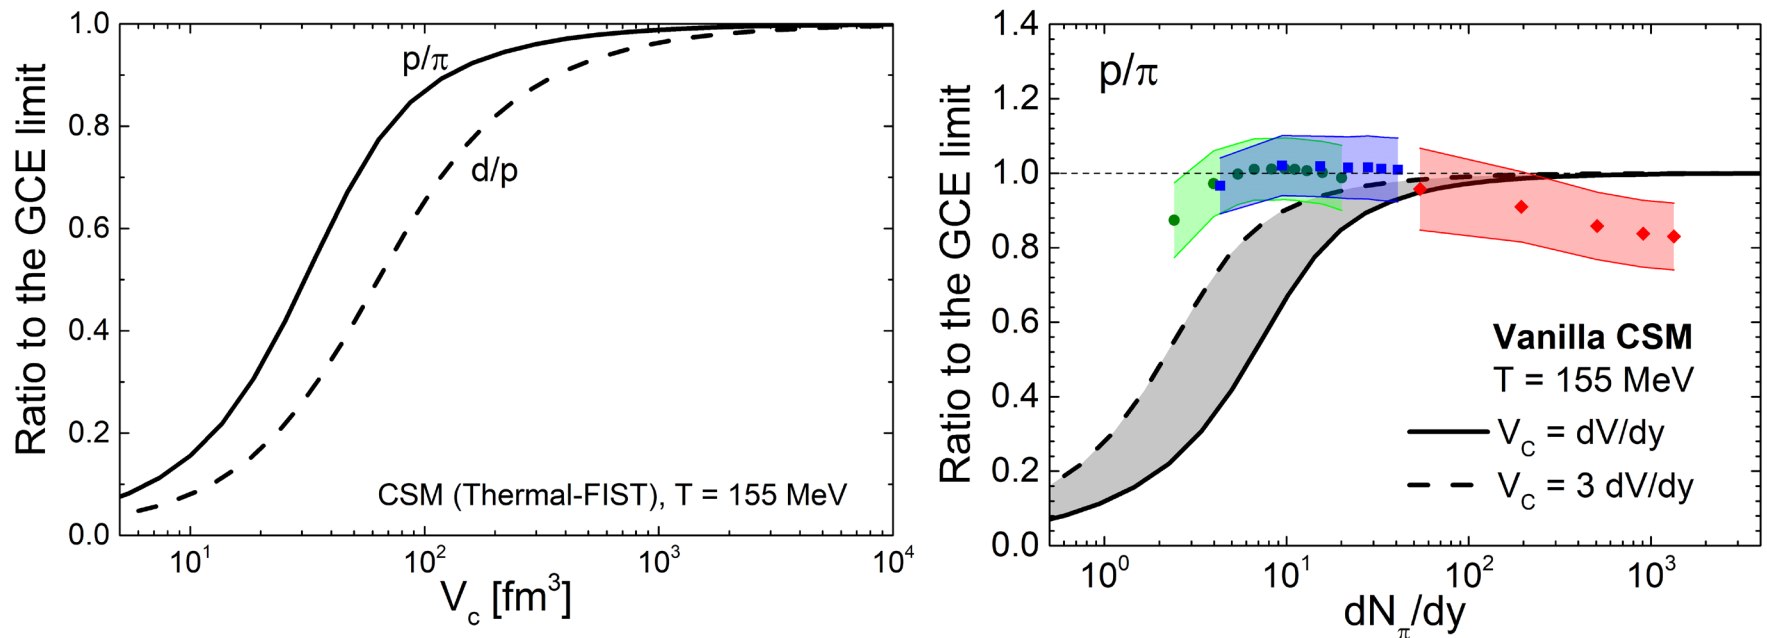 Ratio to the GCE limit
1.0
0.8
0.6
0.4
0.2
0.0
p/π
d/p
CSM (Thermal-FIST), T = 155 MeV
10¹ 10² 10³ 10⁴
V_c [fm³]
Ratio to the GCE limit
1.4
1.2
1.0
0.8
0.6
0.4
0.2
0.0
p/π
Vanilla CSM
T = 155 MeV
V_C = dV/dy
V_C = 3 dV/dy
10⁰ 10¹ 10² 10³
dN_π/dy